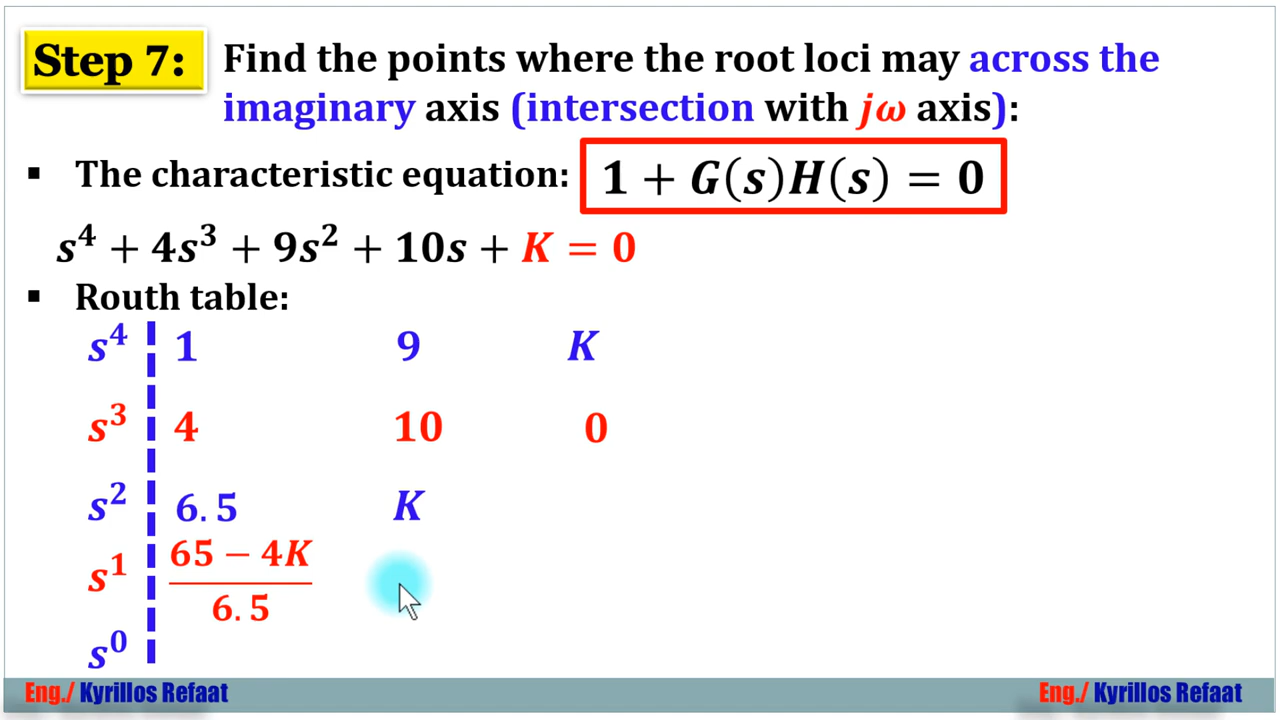 Step 7: Find the points where the root loci may across the
imaginary axis (intersection with jω axis):
▪ The characteristic equation: 1 + G(s)H(s) = 0
s⁴ + 4s³ + 9s² + 10s + K = 0
▪ Routh table:
s⁴ 1 9 K
s³ 4 10 0
s² 6.5 K
s¹ (65 − 4K)/6.5
s⁰
Eng./ Kyrillos Refaat Eng./ Kyrillos Refaat